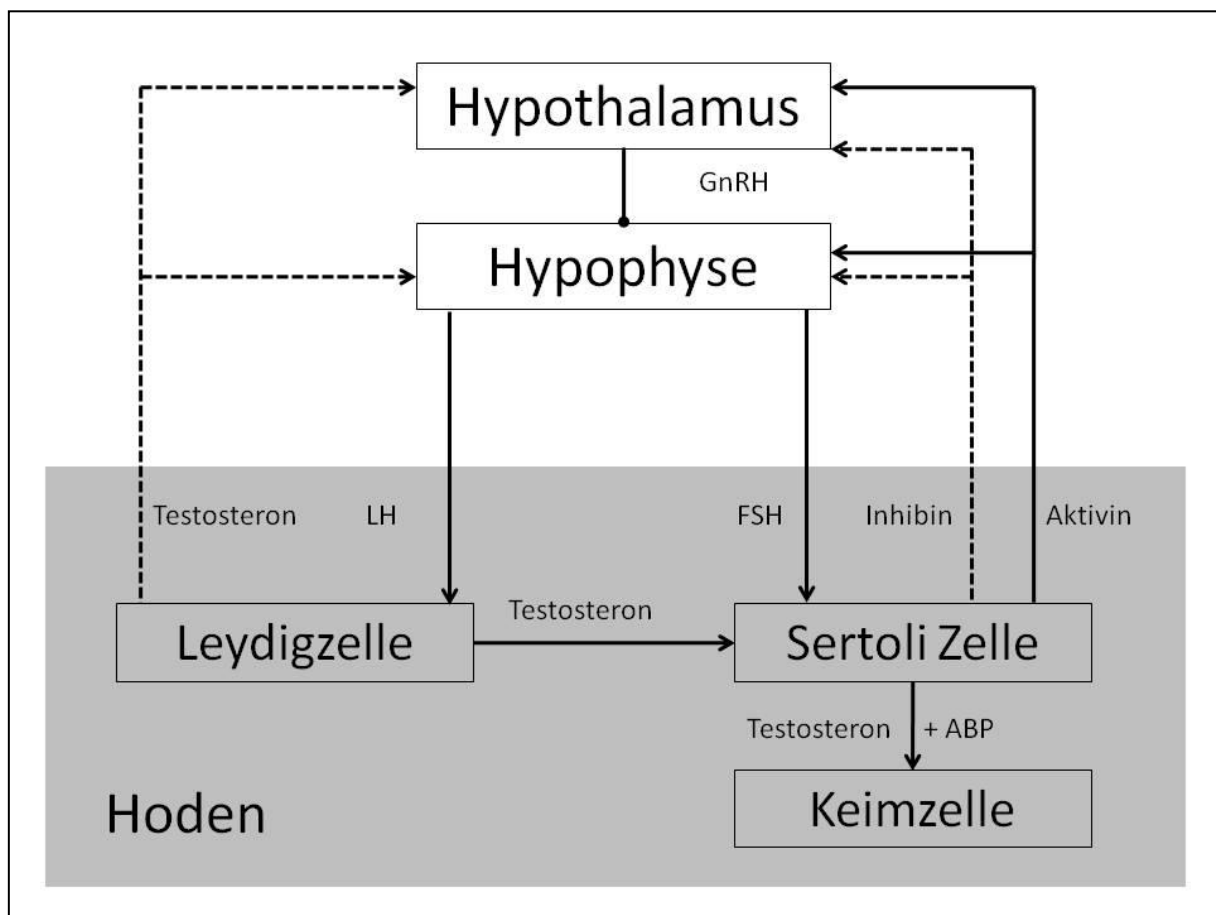 Hypothalamus
GnRH
Hypophyse
Testosteron
LH
FSH
Inhibin
Aktivin
Testosteron
Leydigzelle
Sertoli Zelle
Testosteron + ABP
Hoden
Keimzelle